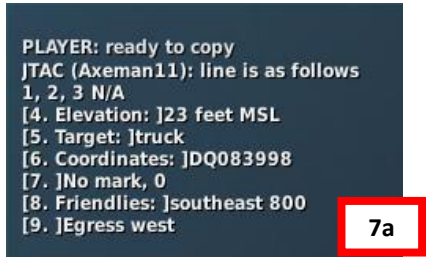 PLAYER: ready to copy
JTAC (Axeman11): line is as follows
1, 2, 3 N/A
[4. Elevation: ]23 feet MSL
[5. Target: ]truck
[6. Coordinates: ]DQ083998
[7. ]No mark, 0
[8. Friendlies: ]southeast 800
[9. ]Egress west
7a